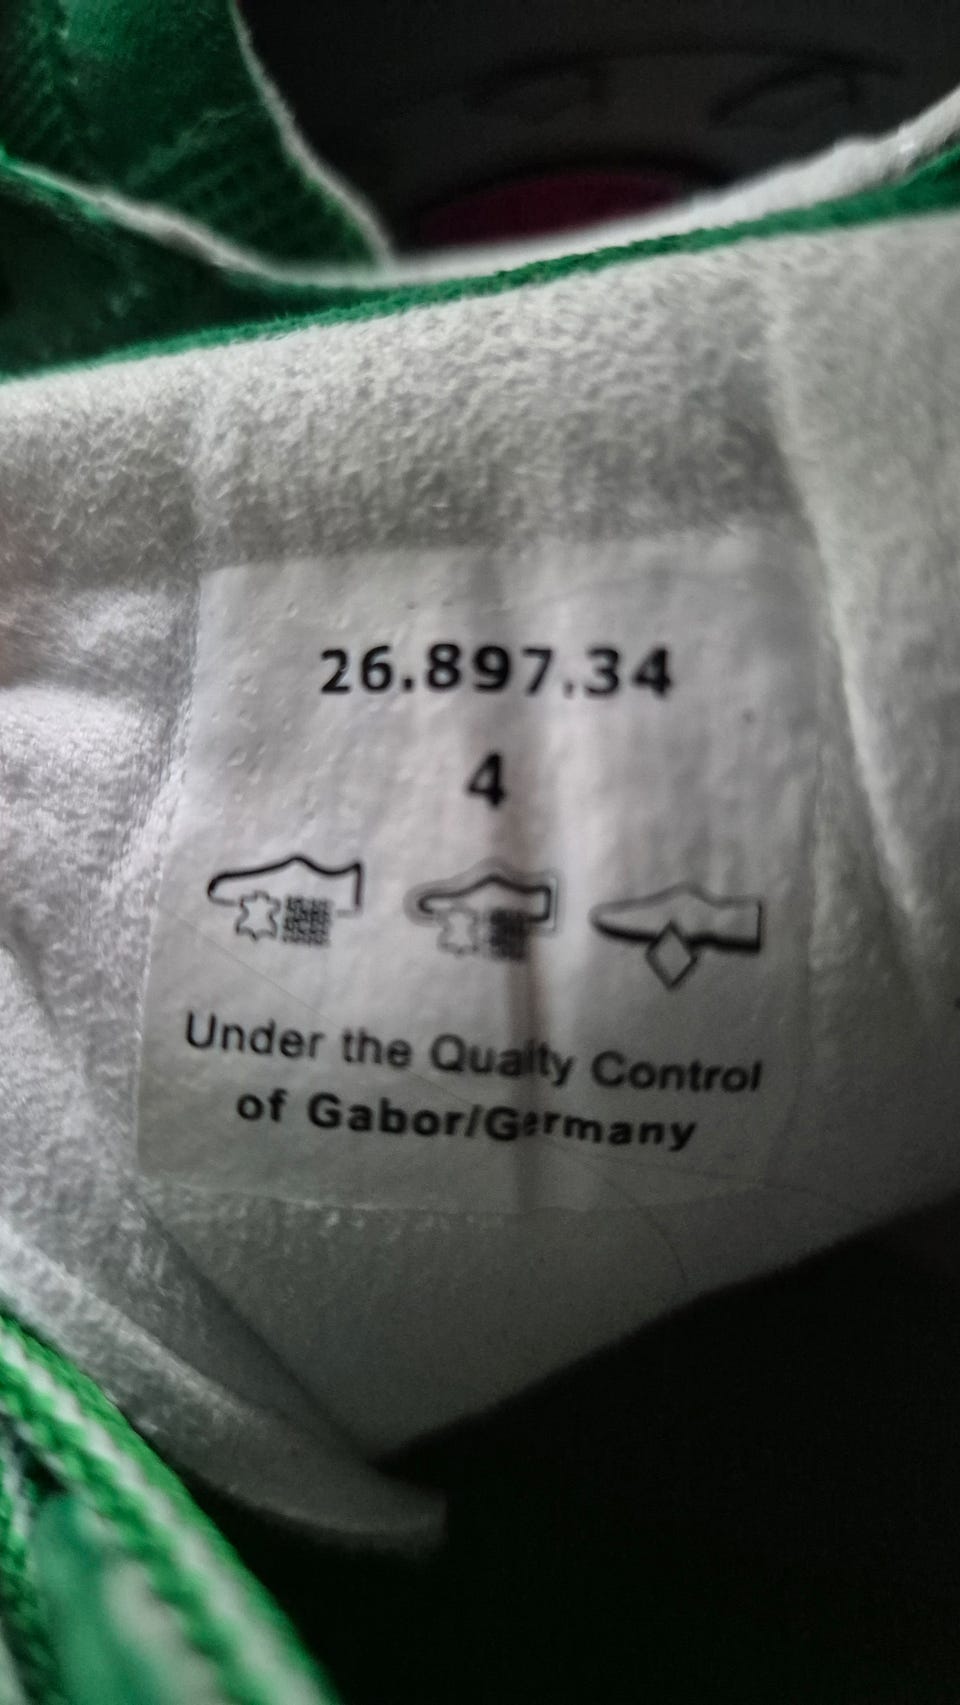 26.897.34
4
Under the Quality Control
of Gabor/Germany